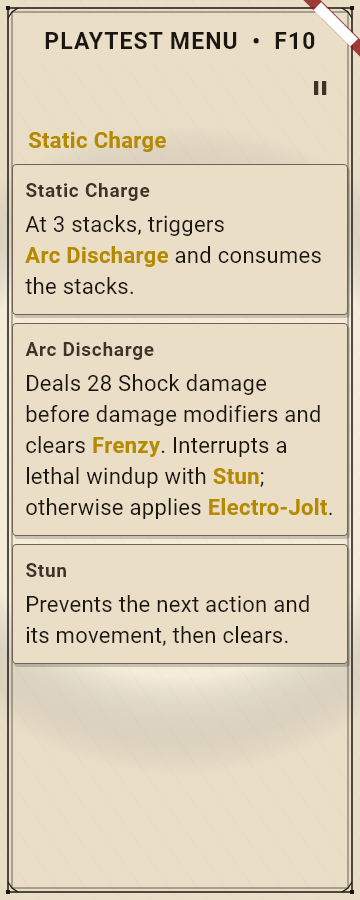 PLAYTEST MENU • F10
Static Charge
Static Charge
At 3 stacks, triggers
Arc Discharge and consumes
the stacks.
Arc Discharge
Deals 28 Shock damage
before damage modifiers and
clears Frenzy. Interrupts a
lethal windup with Stun;
otherwise applies Electro-Jolt.
Stun
Prevents the next action and
its movement, then clears.